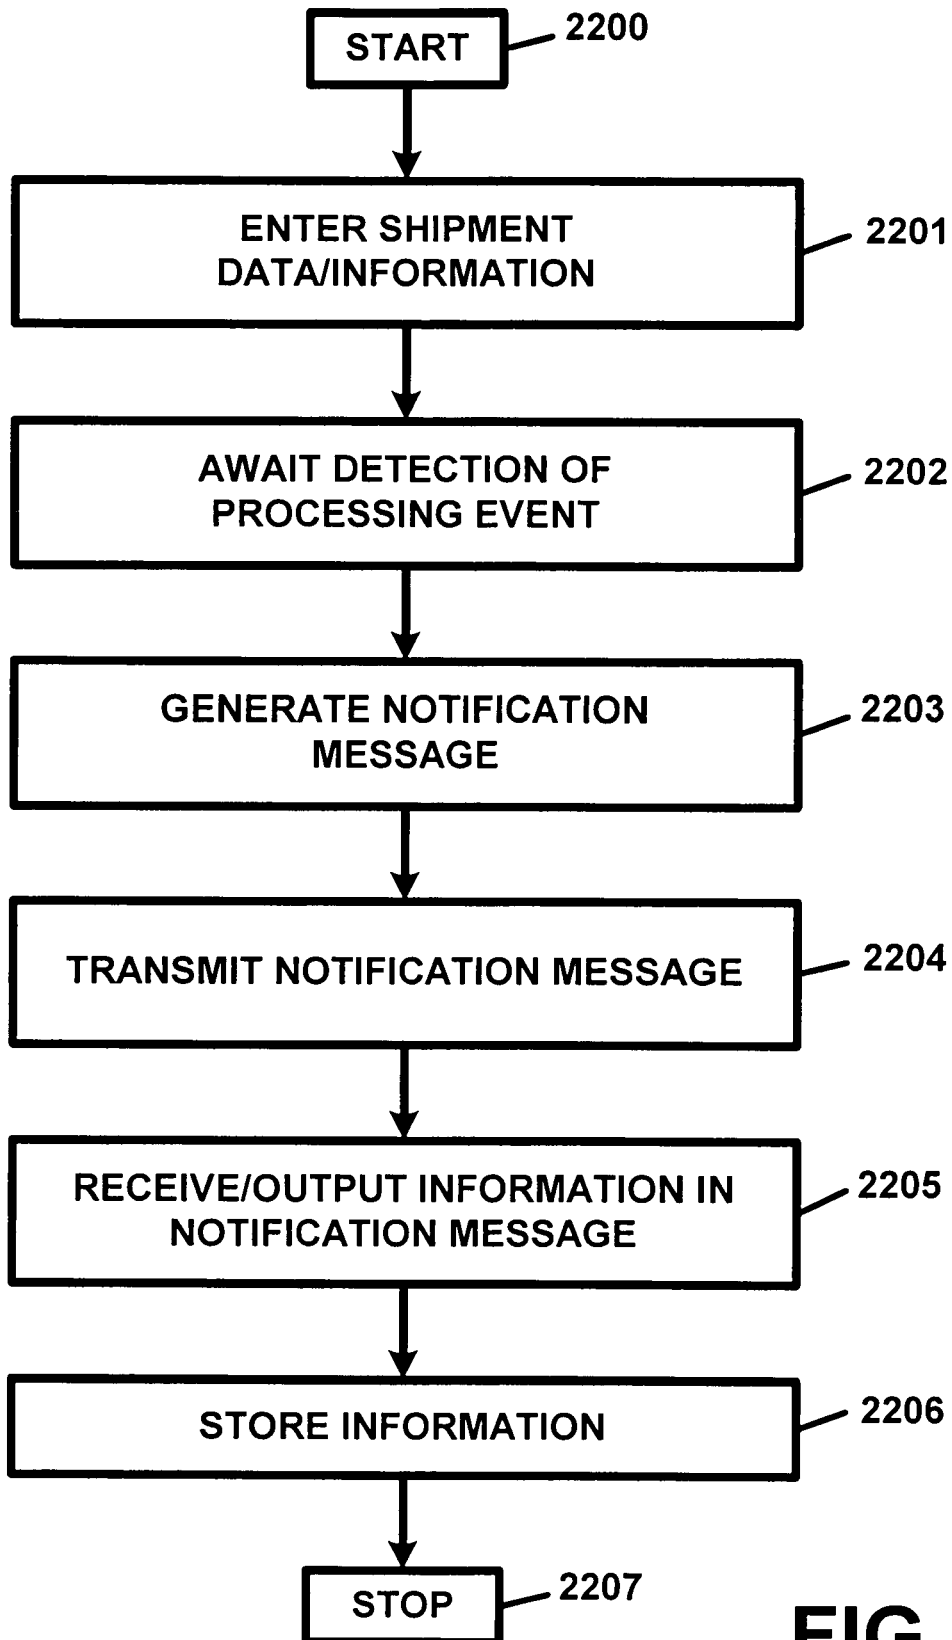 START
2200
ENTER SHIPMENT
DATA/INFORMATION
2201
AWAIT DETECTION OF
PROCESSING EVENT
2202
GENERATE NOTIFICATION
MESSAGE
2203
TRANSMIT NOTIFICATION MESSAGE
2204
RECEIVE/OUTPUT INFORMATION IN
NOTIFICATION MESSAGE
2205
STORE INFORMATION
2206
STOP
2207
FIG